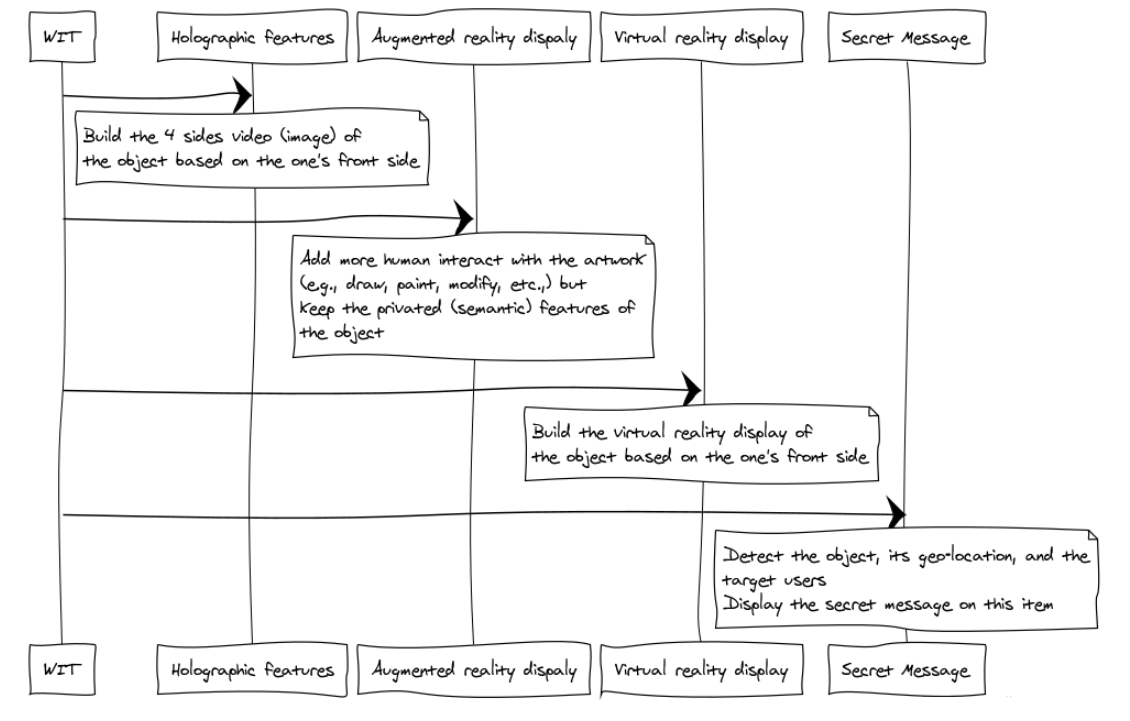 WIT
Holographic features
Augmented reality dispaly
Virtual reality display
Secret Message
Build the 4 sides video (image) of
the object based on the one's front side
Add more human interact with the artwork
(e.g., draw, paint, modify, etc.,) but
keep the privated (semantic) features of
the object
Build the virtual reality display of
the object based on the one's front side
Detect the object, its geo-location, and the
target users
Display the secret message on this item
WIT
Holographic features
Augmented reality dispaly
Virtual reality display
Secret Message